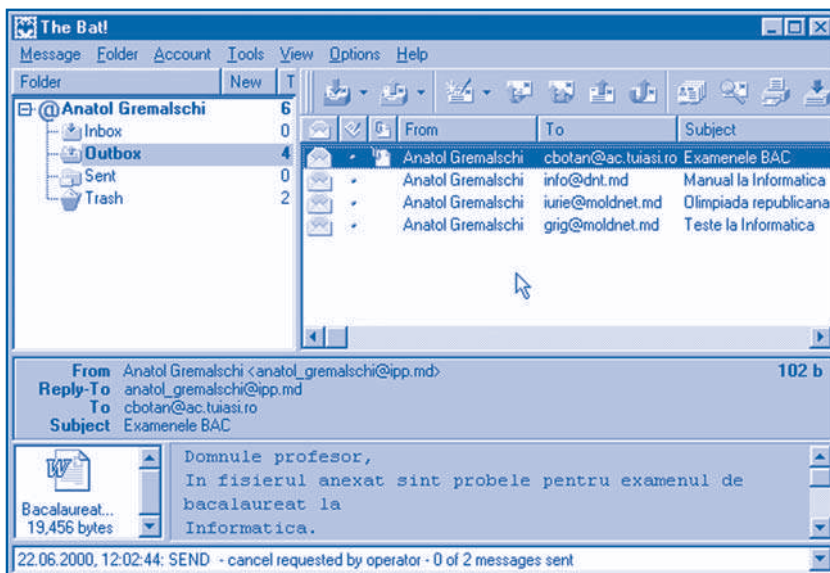 The Bat!
Message Folder Account Tools View Options Help
Folder New T
Anatol Gremalschi 6
Inbox 0
Outbox 4
Sent 0
Trash 2
From To Subject
Anatol Gremalschi cbotan@ac.tuiasi.ro Examenele BAC
Anatol Gremalschi info@dnt.md Manual la Informatica
Anatol Gremalschi iurie@moldnet.md Olimpiada republicana
Anatol Gremalschi grig@moldnet.md Teste la Informatica
From Anatol Gremalschi <anatol_gremalschi@ipp.md> 102 b
Reply-To anatol_gremalschi@ipp.md
To cbotan@ac.tuiasi.ro
Subject Examenele BAC
Bacalaureat...
19,456 bytes
Domnule profesor,
In fisierul anexat sint probele pentru examenul de
bacalaureat la
Informatica.
22.06.2000, 12:02:44: SEND - cancel requested by operator - 0 of 2 messages sent